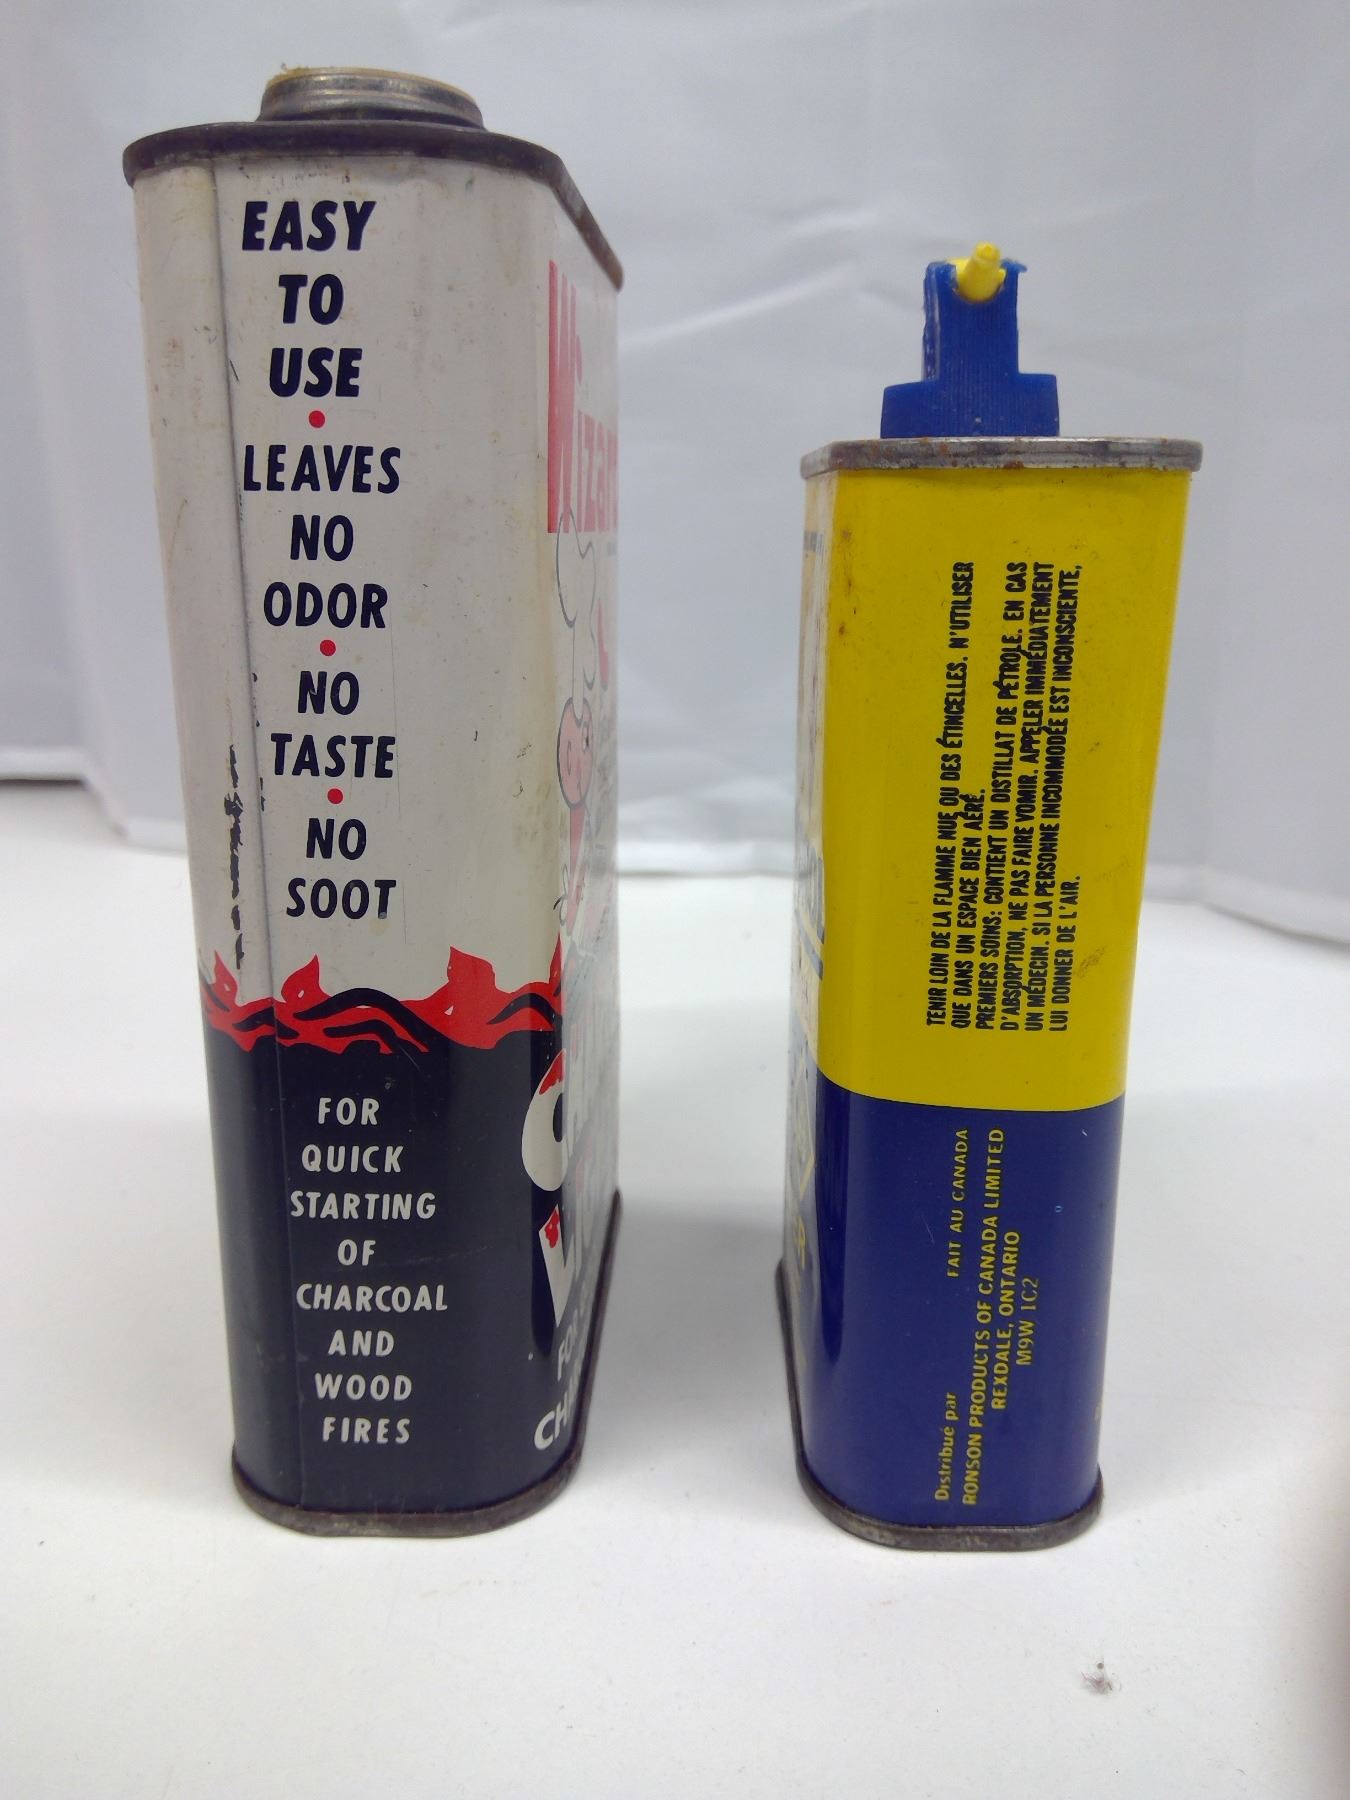 EASY
TO
USE
LEAVES
NO
ODOR
NO
TASTE
NO
SOOT
FOR
QUICK
STARTING
OF
CHARCOAL
AND
WOOD
FIRES
TENIR LOIN DE LA FLAMME NUE OU DES ÉTINCELLES. N'UTILISER
QUE DANS UN ESPACE BIEN AÉRÉ.
PREMIERS SOINS: CONTIENT UN DISTILLAT DE PÉTROLE. EN CAS
D'ABSORPTION, NE PAS FAIRE VOMIR. APPELER IMMÉDIATEMENT
UN MÉDECIN. SI LA PERSONNE INCOMMODÉE EST INCONSCIENTE,
LUI DONNER DE L'AIR.
Distribué par FAIT AU CANADA
RONSON PRODUCTS OF CANADA LIMITED
REXDALE, ONTARIO
M9W 1C2